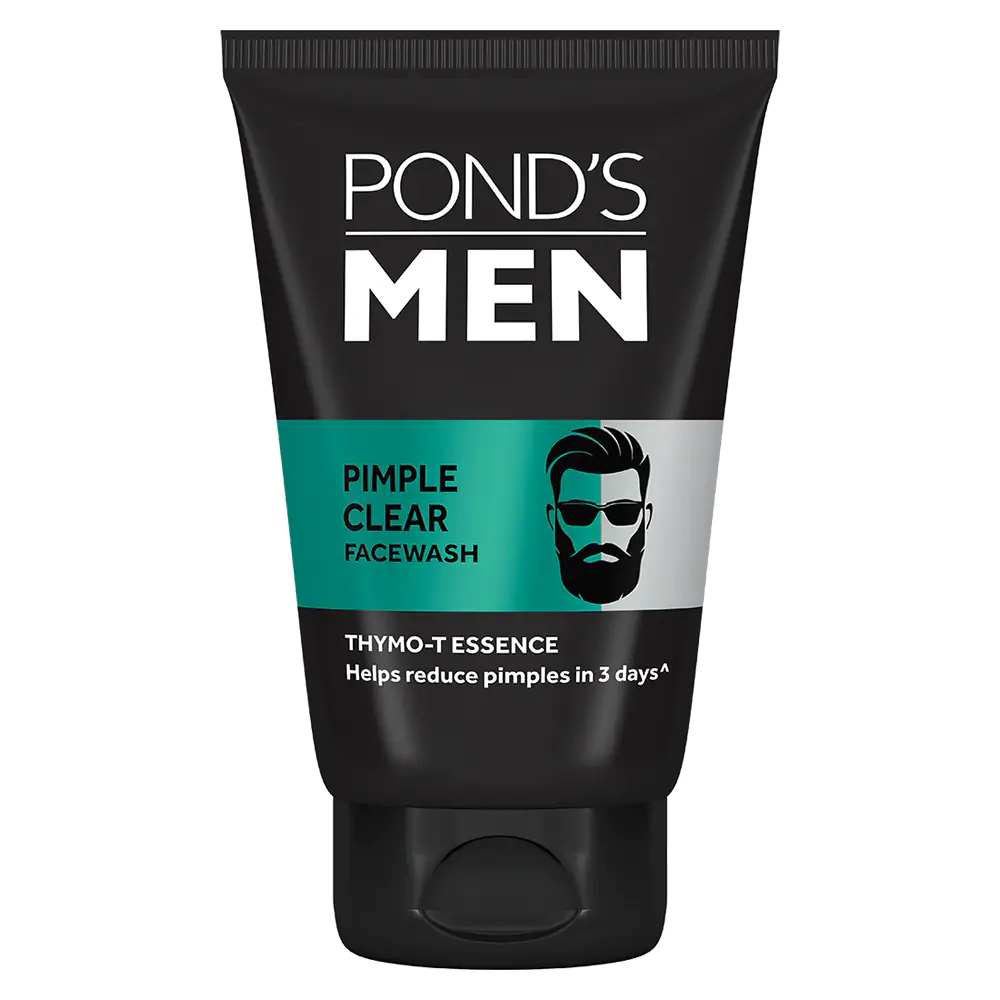 POND'S
MEN
PIMPLE
CLEAR
FACEWASH
THYMO-T ESSENCE
Helps reduce pimples in 3 days^